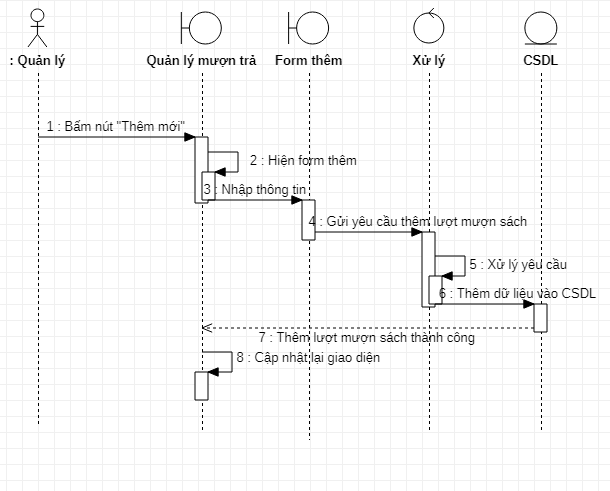 : Quản lý
Quản lý mượn trả
Form thêm
Xử lý
CSDL
1 : Bấm nút "Thêm mới"
2 : Hiện form thêm
3 : Nhập thông tin
4 : Gửi yêu cầu thêm lượt mượn sách
5 : Xử lý yêu cầu
6 : Thêm dữ liệu vào CSDL
7 : Thêm lượt mượn sách thành công
8 : Cập nhật lại giao diện